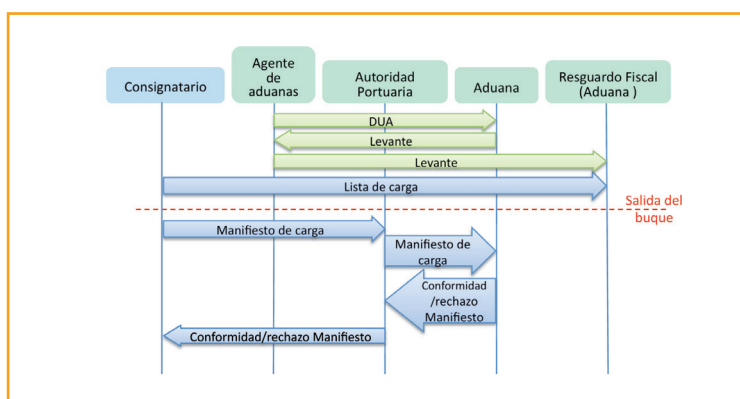 Consignatario
Agente
de
aduanas
Autoridad
Portuaria
Aduana
Resguardo Fiscal
(Aduana )
DUA
Levante
Levante
Lista de carga
Salida del
buque
Manifiesto de carga
Manifiesto de
carga
Conformidad
/rechazo
Manifiesto
Conformidad/rechazo Manifiesto